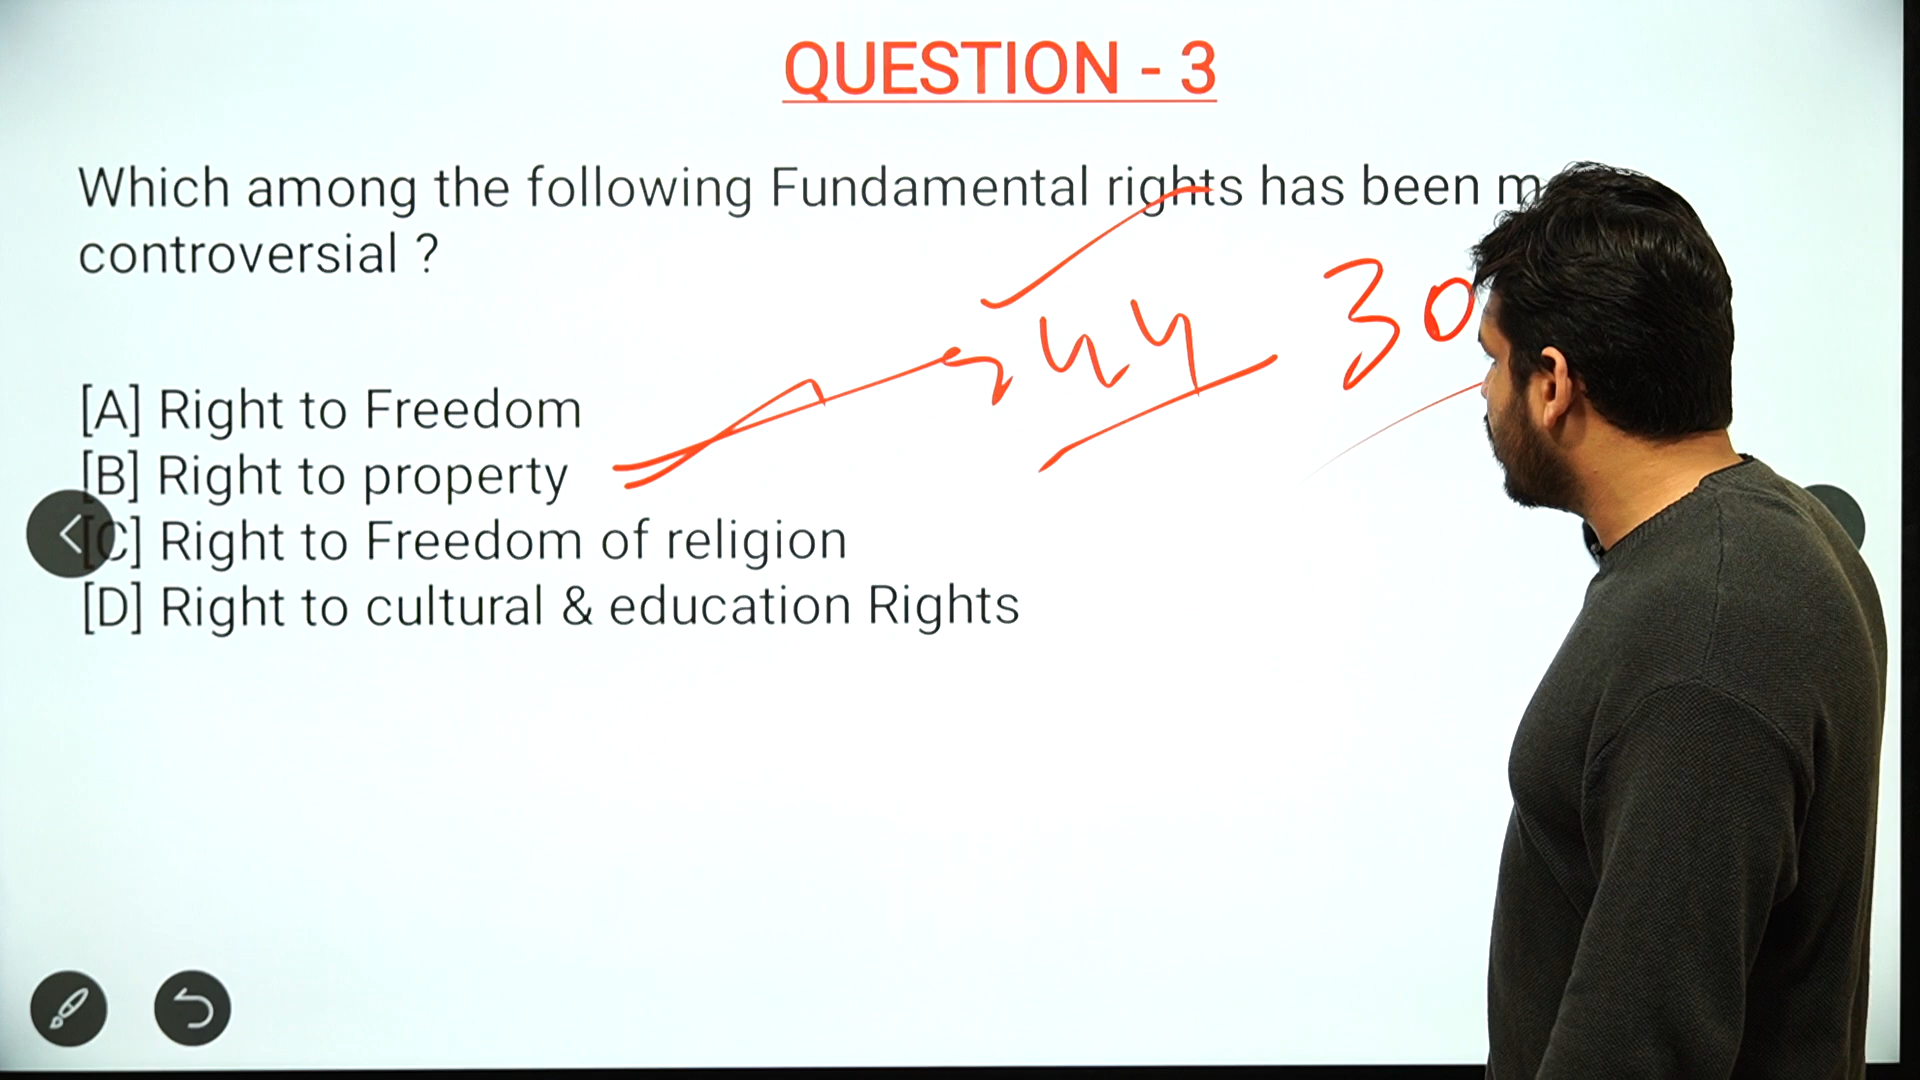 QUESTION - 3
Which among the following Fundamental rights has been
controversial ?
44 30
[A] Right to Freedom
[B] Right to property
[C] Right to Freedom of religion
[D] Right to cultural & education Rights